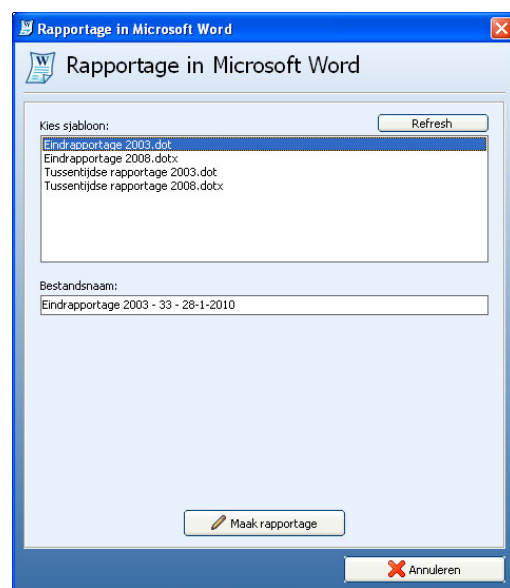 Rapportage in Microsoft Word
Rapportage in Microsoft Word
Kies sjabloon:
Refresh
Eindrapportage 2003.dot
Eindrapportage 2008.dotx
Tussentijdse rapportage 2003.dot
Tussentijdse rapportage 2008.dotx
Bestandsnaam:
Eindrapportage 2003 - 33 - 28-1-2010
Maak rapportage
Annuleren